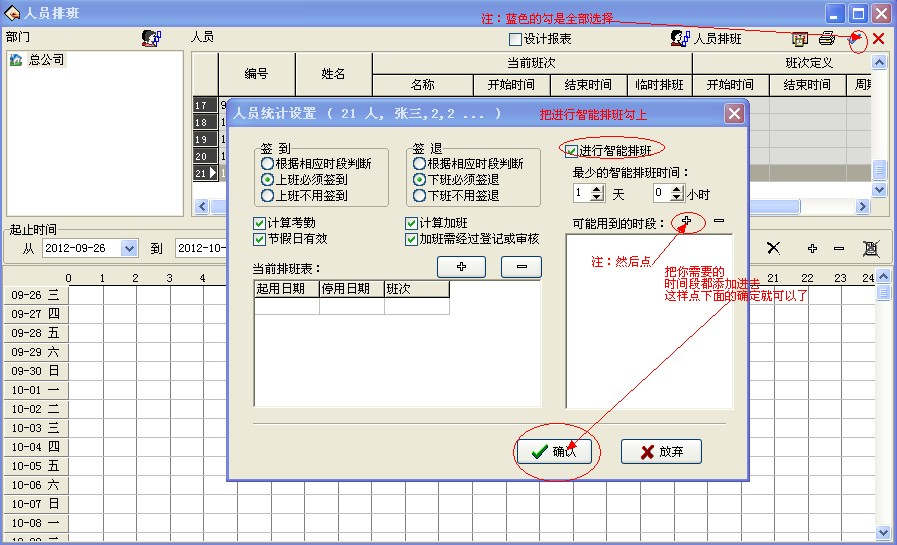 人员排班
注：蓝色的勾是全部选择
部门
人员
设计报表
人员排班
总公司
当前班次
班次定义
编号
姓名
名称
开始时间
结束时间
临时排班
开始时间
结束时间
17
18
19
20
21
人员统计设置 ( 21 人, 张三,2,2 ... )
把进行智能排班勾上
签 到
根据相应时段判断
上班必须签到
上班不用签到
签 退
根据相应时段判断
下班必须签退
下班不用签退
进行智能排班
最少的智能排班时间：
1 天 0 小时
计算考勤
节假日有效
计算加班
加班需经过登记或审核
可能用到的时段：
注：然后点
把你需要的
时间段都添加进去
这样点下面的确定就可以了
当前排班表：
起用日期 停用日期 班次
确认
放弃
起止时间
从 2012-09-26 到 2012-10-
0 1 2 3 4 20 21 22 23 24
09-26 三
09-27 四
09-28 五
09-29 六
09-30 日
10-01 一
10-02 二
10-03 三
10-04 四
10-05 五
10-06 六
10-07 日
10-08 一